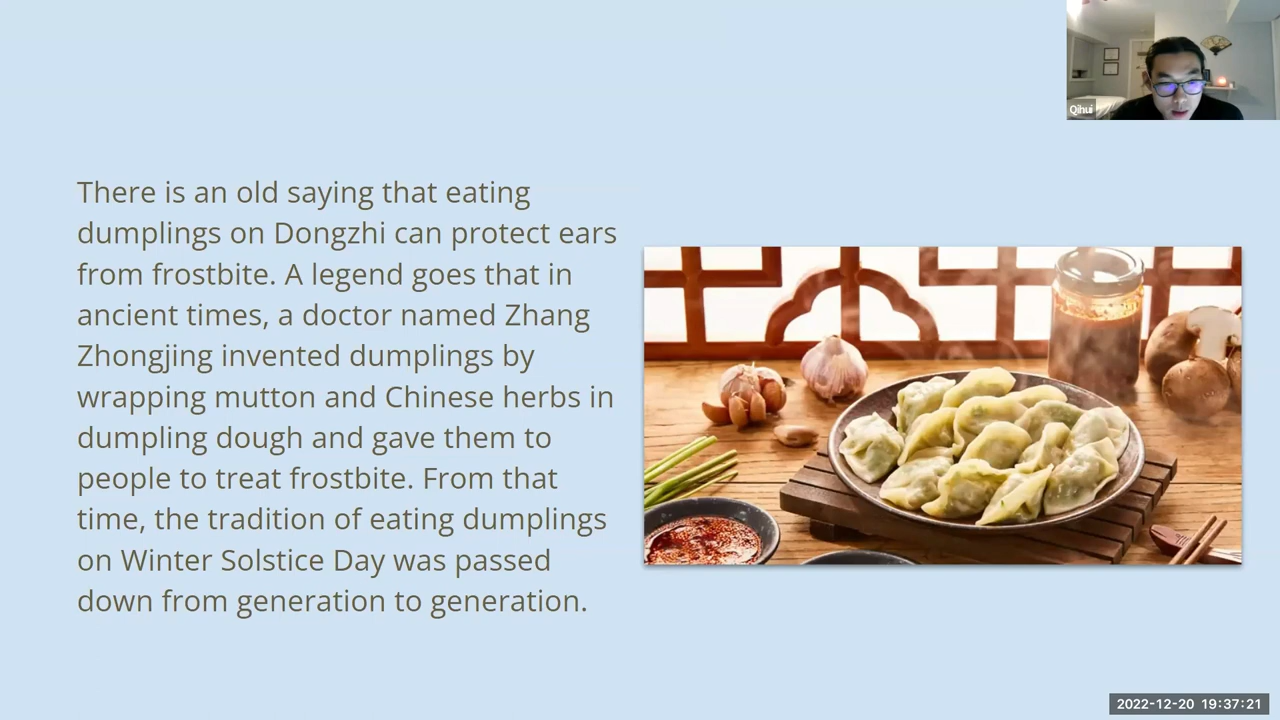 Qihui
There is an old saying that eating
dumplings on Dongzhi can protect ears
from frostbite. A legend goes that in
ancient times, a doctor named Zhang
Zhongjing invented dumplings by
wrapping mutton and Chinese herbs in
dumpling dough and gave them to
people to treat frostbite. From that
time, the tradition of eating dumplings
on Winter Solstice Day was passed
down from generation to generation.
2022-12-20 19:37:21